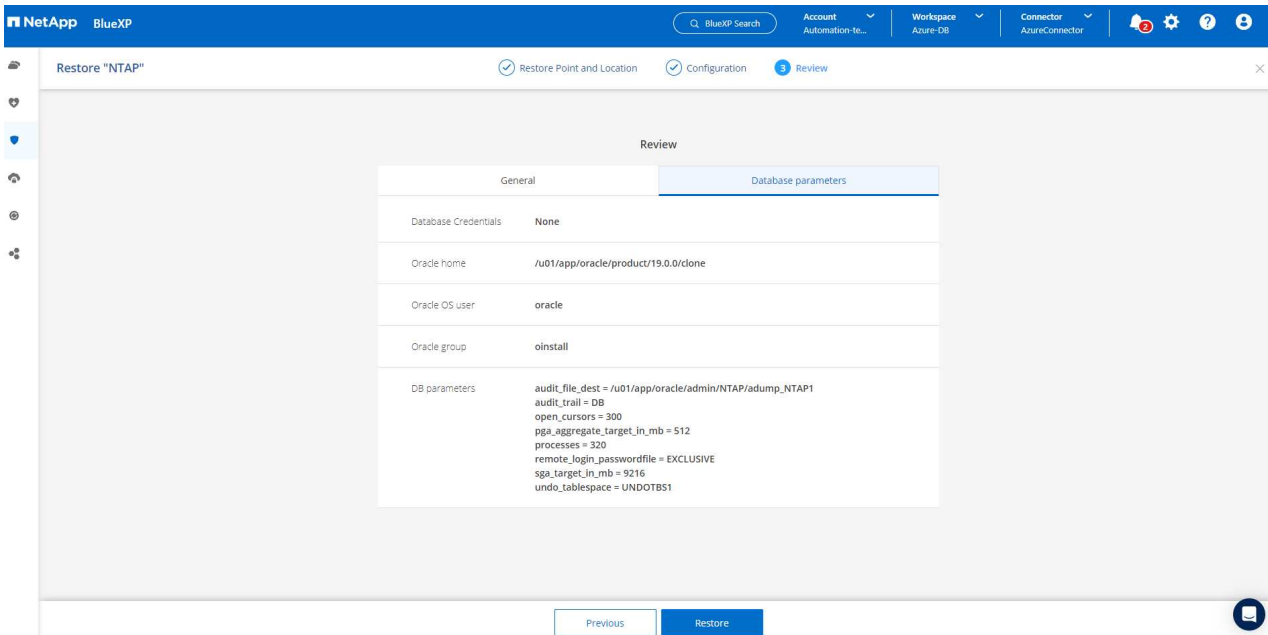 NetApp BlueXP
BlueXP Search
Account
Automation-te...
Workspace
Azure-DB
Connector
AzureConnector
2
Restore "NTAP"
Restore Point and Location
Configuration
3 Review
Review
General
Database parameters
Database Credentials None
Oracle home /u01/app/oracle/product/19.0.0/clone
Oracle OS user oracle
Oracle group oinstall
DB parameters audit_file_dest = /u01/app/oracle/admin/NTAP/adump_NTAP1
audit_trail = DB
open_cursors = 300
pga_aggregate_target_in_mb = 512
processes = 320
remote_login_passwordfile = EXCLUSIVE
sga_target_in_mb = 9216
undo_tablespace = UNDOTBS1
Previous
Restore